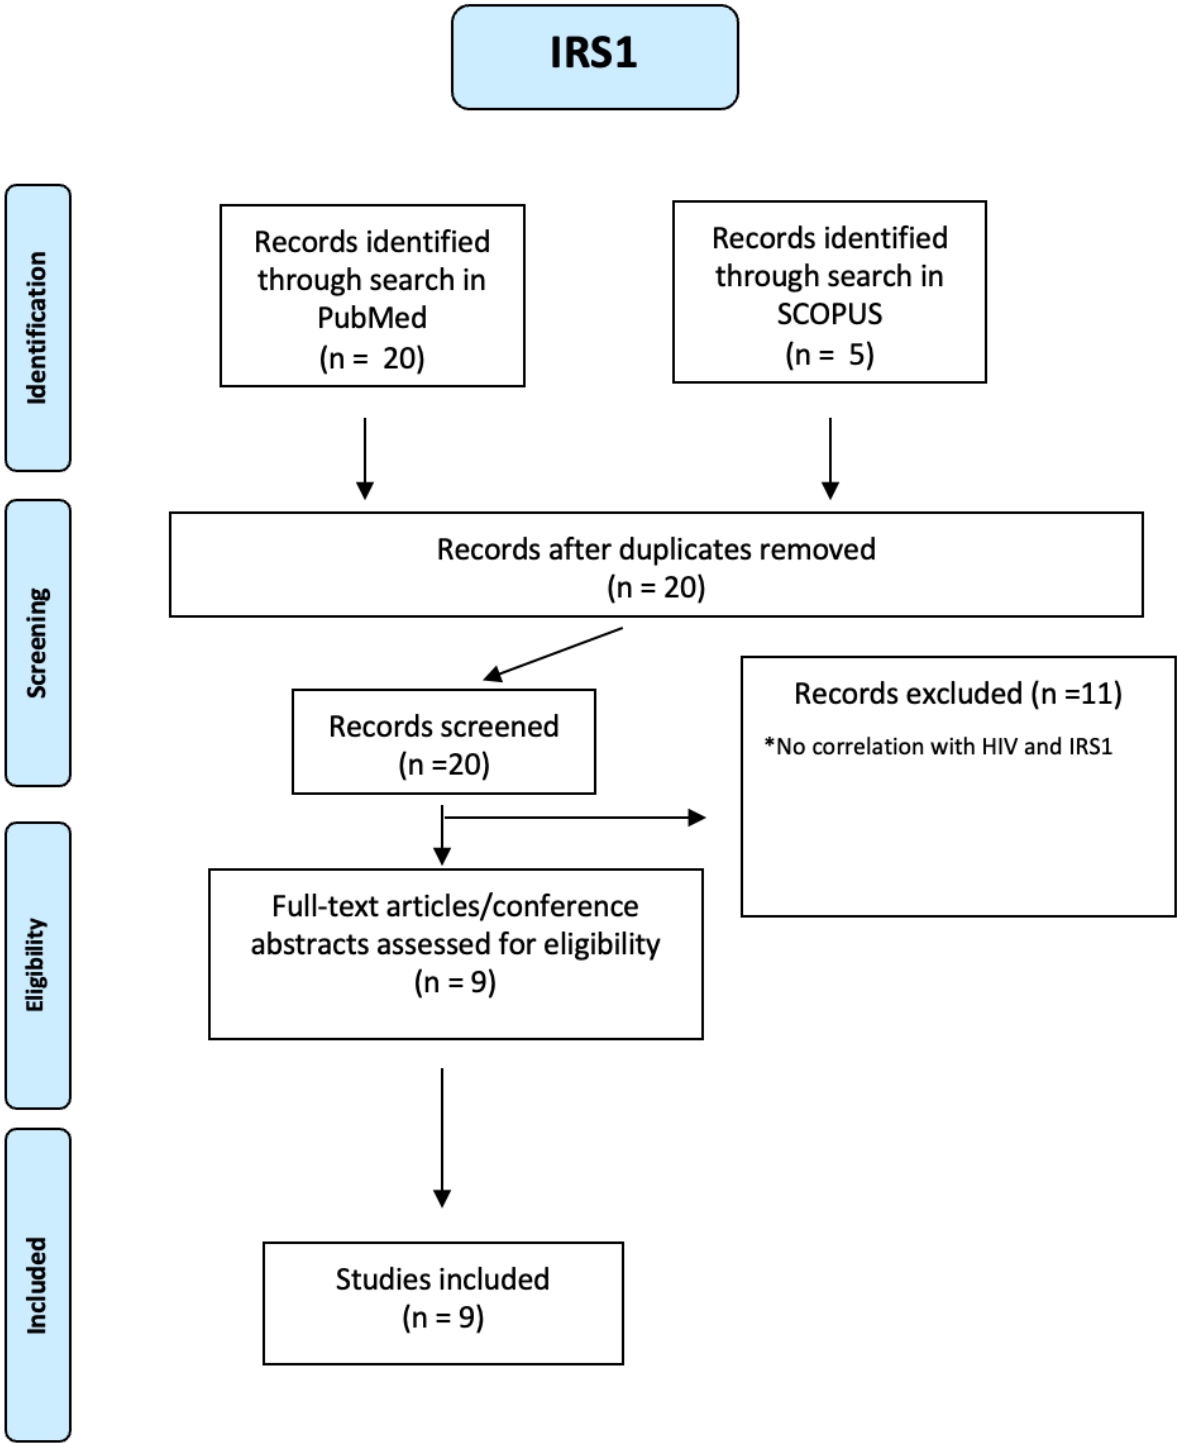 IRS1
Identification
Records identified
through search in
PubMed
(n =  20)
Records identified
through search in
SCOPUS
(n =  5)
Screening
Records after duplicates removed
(n = 20)
Records screened
(n =20)
Records excluded (n =11)
*No correlation with HIV and IRS1
Eligibility
Full-text articles/conference
abstracts assessed for eligibility
(n = 9)
Included
Studies included
(n = 9)